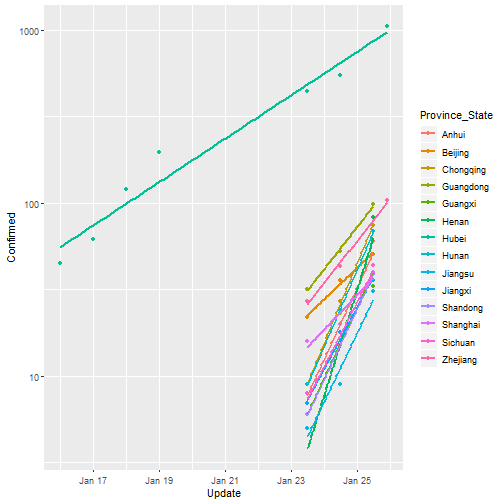 1000
100
10
Confirmed
Jan 17
Jan 19
Jan 21
Jan 23
Jan 25
Update
Province_State
Anhui
Beijing
Chongqing
Guangdong
Guangxi
Henan
Hubei
Hunan
Jiangsu
Jiangxi
Shandong
Shanghai
Sichuan
Zhejiang